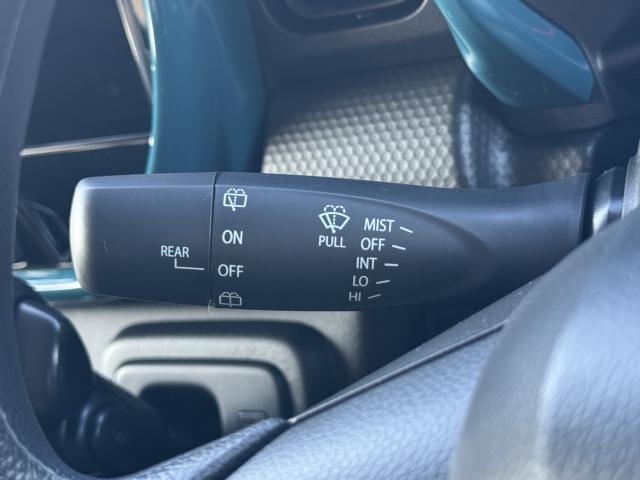 REAR
ON
OFF
PULL
MIST
OFF
INT
LO
HI